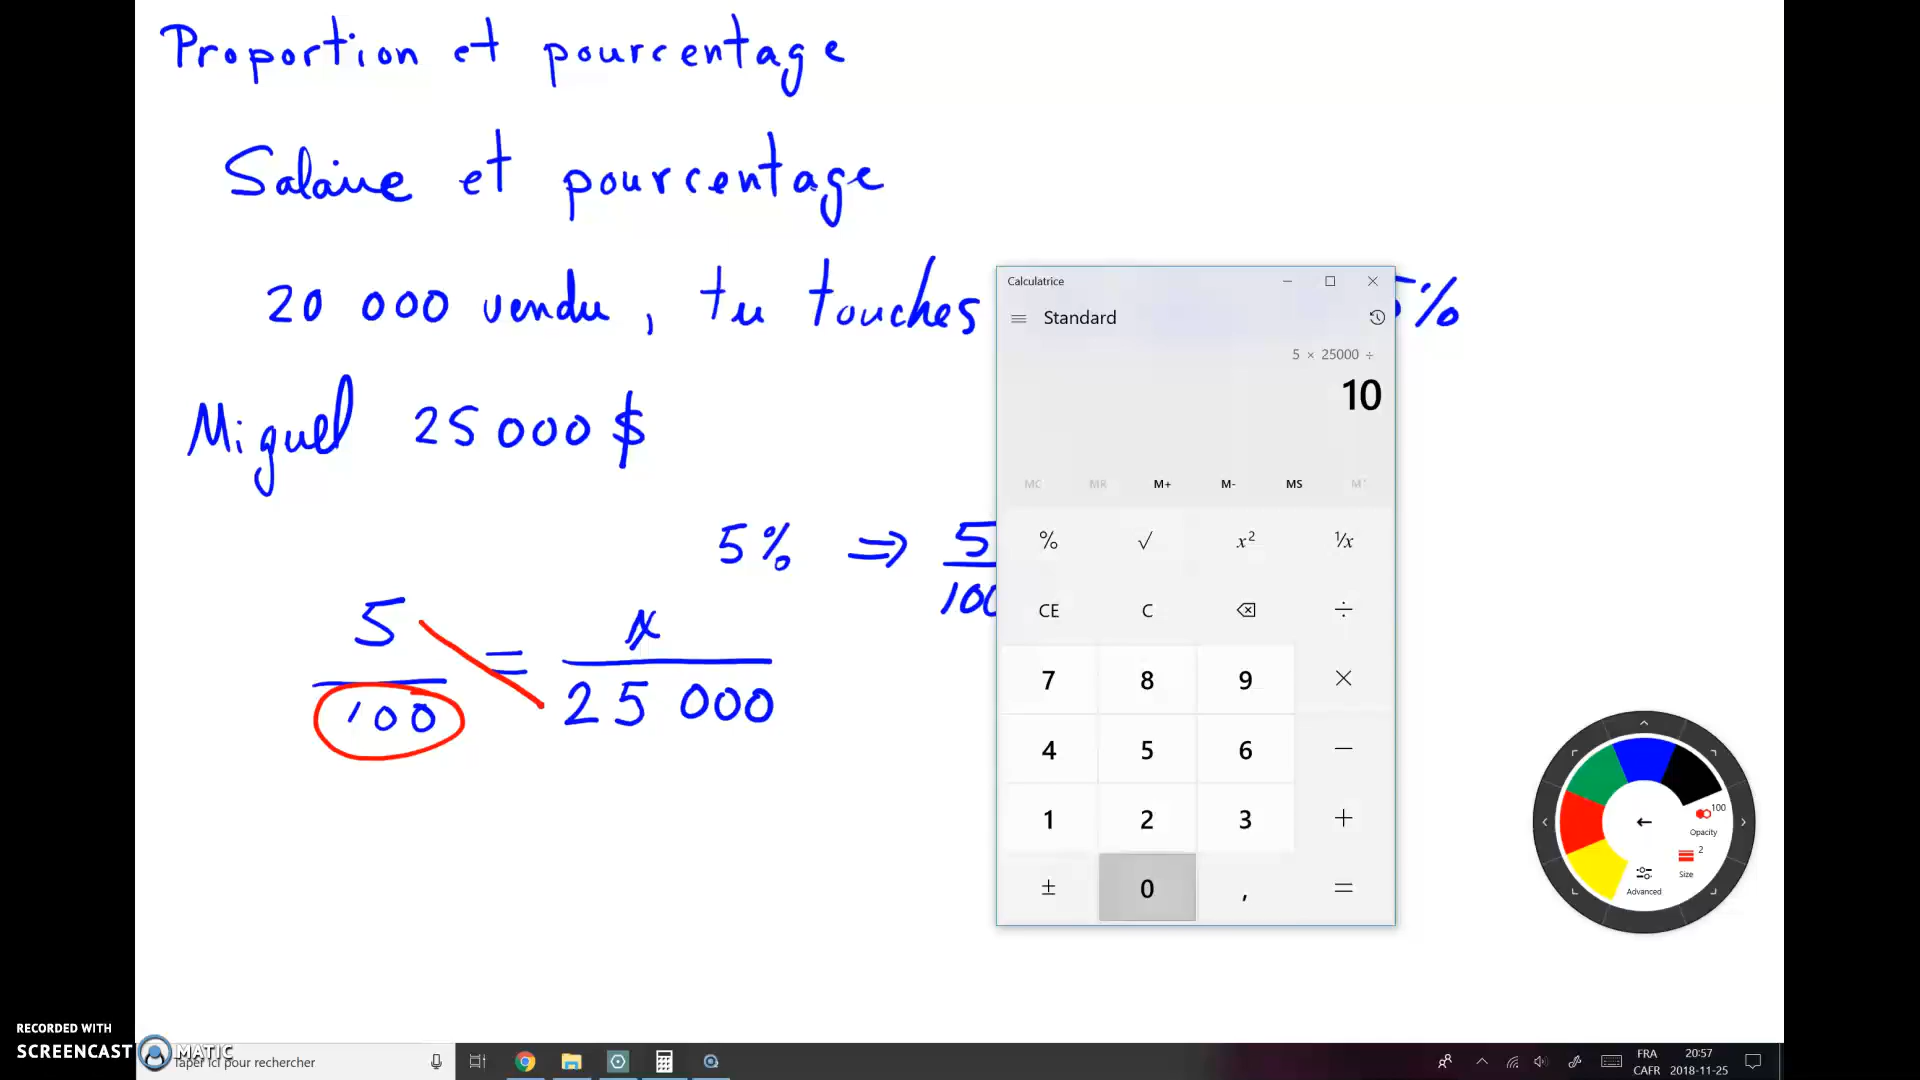 Proportion et pourcentage
Salaire et pourcentage
20 000 vendu, tu touches 5%
Miguel 25 000 $
5% ⇒ 5/100
5/100 = x/25 000
Calculatrice
Standard
5 × 25000 ÷
10
MC MR M+ M- MS M
% √ x² ¹/x
CE C ÷
7 8 9 ×
4 5 6 −
1 2 3 +
± 0 , =
100
Opacity
2
Size
Advanced
RECORDED WITH
SCREENCAST MATIC
Taper ici pour rechercher
FRA
CAFR
20:57
2018-11-25